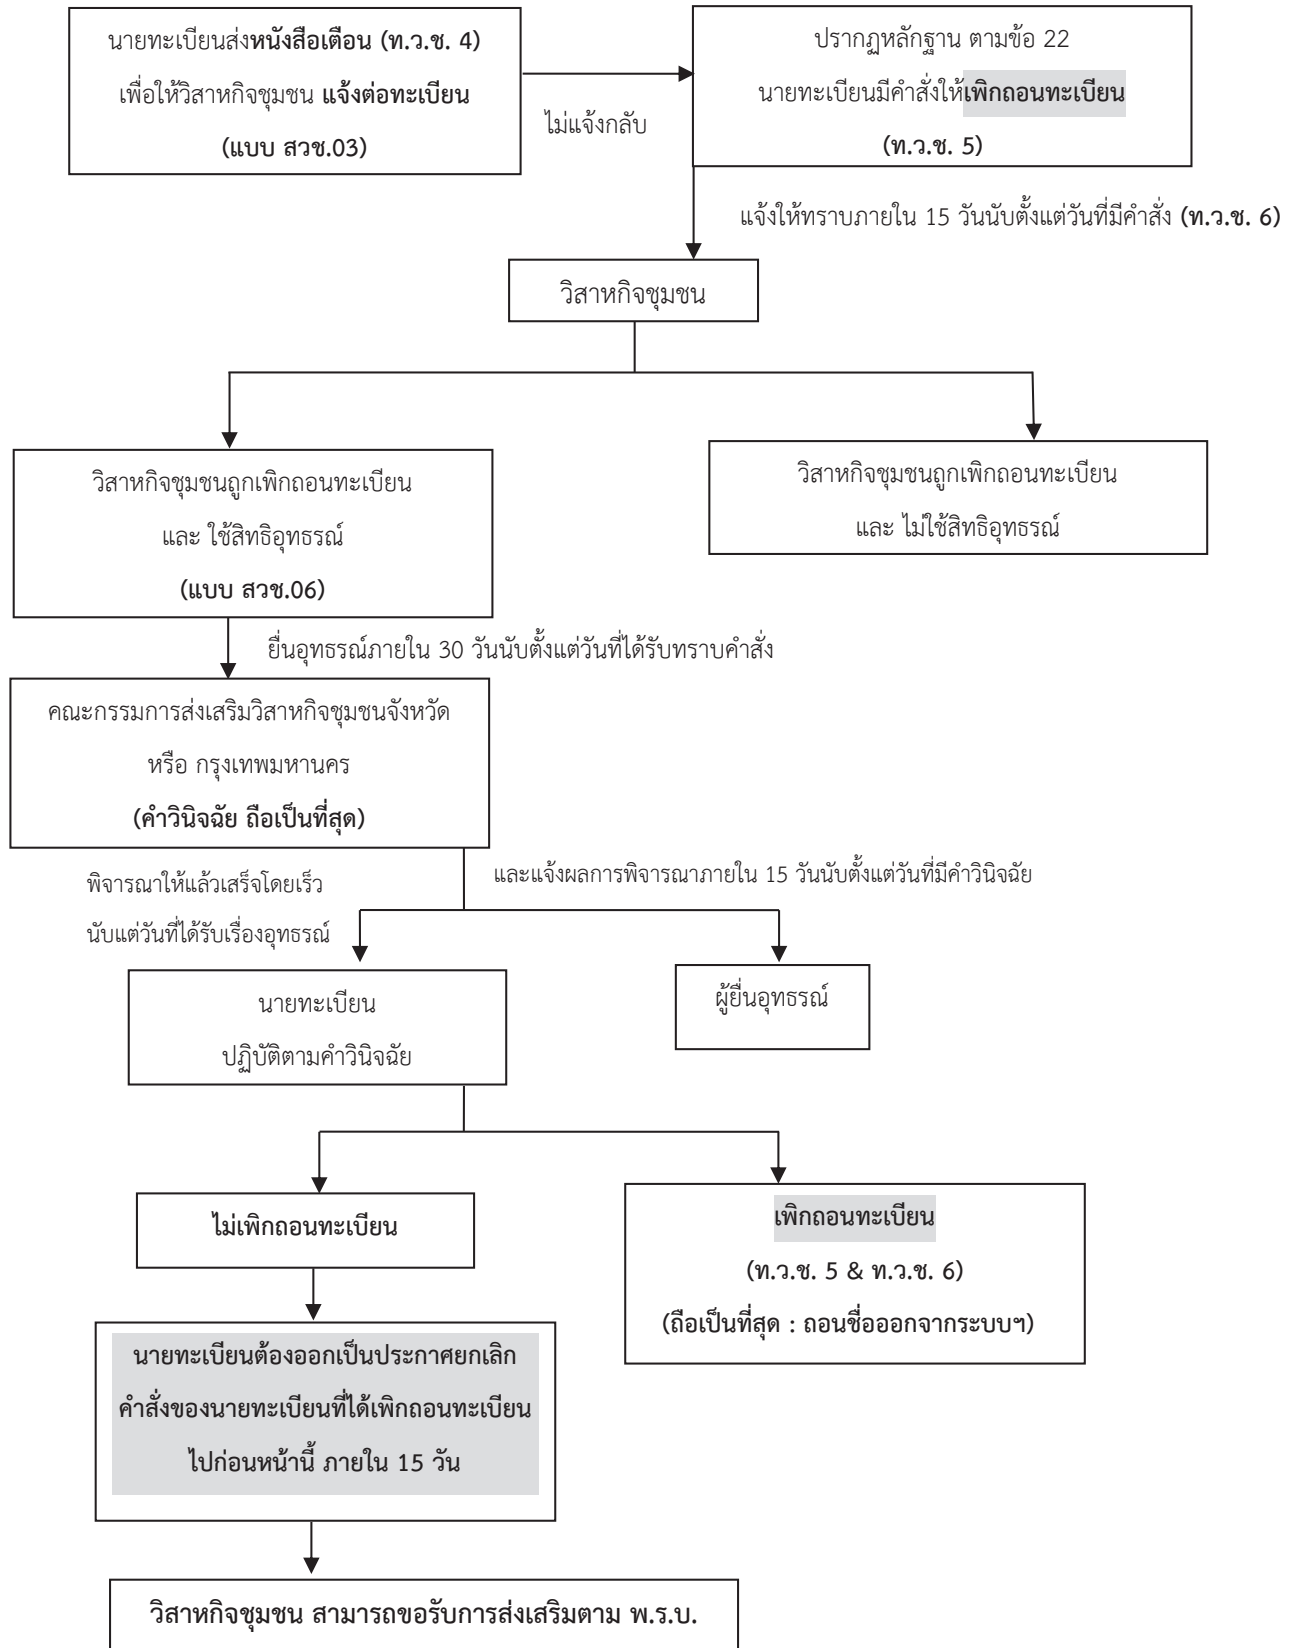 นายทะเบียนส่งหนังสือเตือน (ท.ว.ช. 4)
เพื่อให้วิสาหกิจชุมชน แจ้งต่อทะเบียน
(แบบ สวช.03)
ไม่แจ้งกลับ
ปรากฏหลักฐาน ตามข้อ 22
นายทะเบียนมีคำสั่งให้เพิกถอนทะเบียน
(ท.ว.ช. 5)
แจ้งให้ทราบภายใน 15 วันนับตั้งแต่วันที่มีคำสั่ง (ท.ว.ช. 6)
วิสาหกิจชุมชน
วิสาหกิจชุมชนถูกเพิกถอนทะเบียน
และ ใช้สิทธิอุทธรณ์
(แบบ สวช.06)
วิสาหกิจชุมชนถูกเพิกถอนทะเบียน
และ ไม่ใช้สิทธิอุทธรณ์
ยื่นอุทธรณ์ภายใน 30 วันนับตั้งแต่วันที่ได้รับทราบคำสั่ง
คณะกรรมการส่งเสริมวิสาหกิจชุมชนจังหวัด
หรือ กรุงเทพมหานคร
(คำวินิจฉัย ถือเป็นที่สุด)
พิจารณาให้แล้วเสร็จโดยเร็ว
นับแต่วันที่ได้รับเรื่องอุทธรณ์
และแจ้งผลการพิจารณาภายใน 15 วันนับตั้งแต่วันที่มีคำวินิจฉัย
นายทะเบียน
ปฏิบัติตามคำวินิจฉัย
ผู้ยื่นอุทธรณ์
ไม่เพิกถอนทะเบียน
เพิกถอนทะเบียน
(ท.ว.ช. 5 & ท.ว.ช. 6)
(ถือเป็นที่สุด : ถอนชื่อออกจากระบบฯ)
นายทะเบียนต้องออกเป็นประกาศยกเลิก
คำสั่งของนายทะเบียนที่ได้เพิกถอนทะเบียน
ไปก่อนหน้านี้ ภายใน 15 วัน
วิสาหกิจชุมชน สามารถขอรับการส่งเสริมตาม พ.ร.บ.